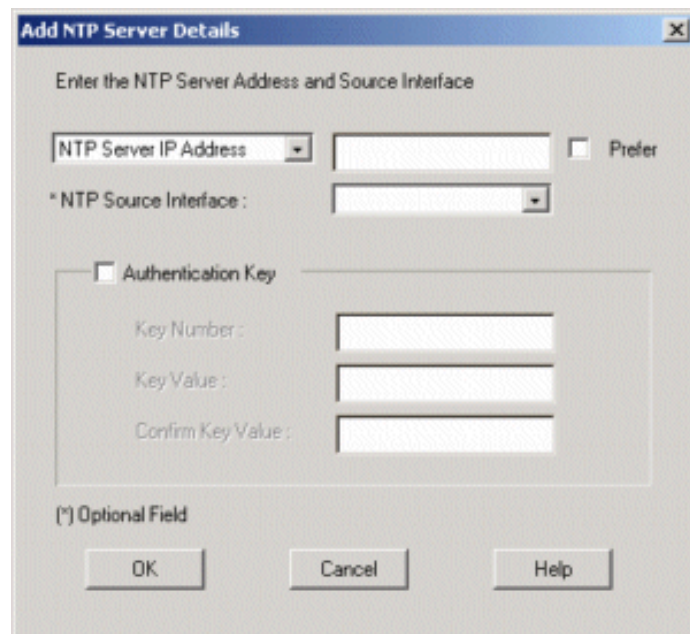 Add NTP Server Details
Enter the NTP Server Address and Source Interface
NTP Server IP Address Prefer
* NTP Source Interface :
Authentication Key
Key Number :
Key Value :
Confirm Key Value :
(*) Optional Field
OK Cancel Help